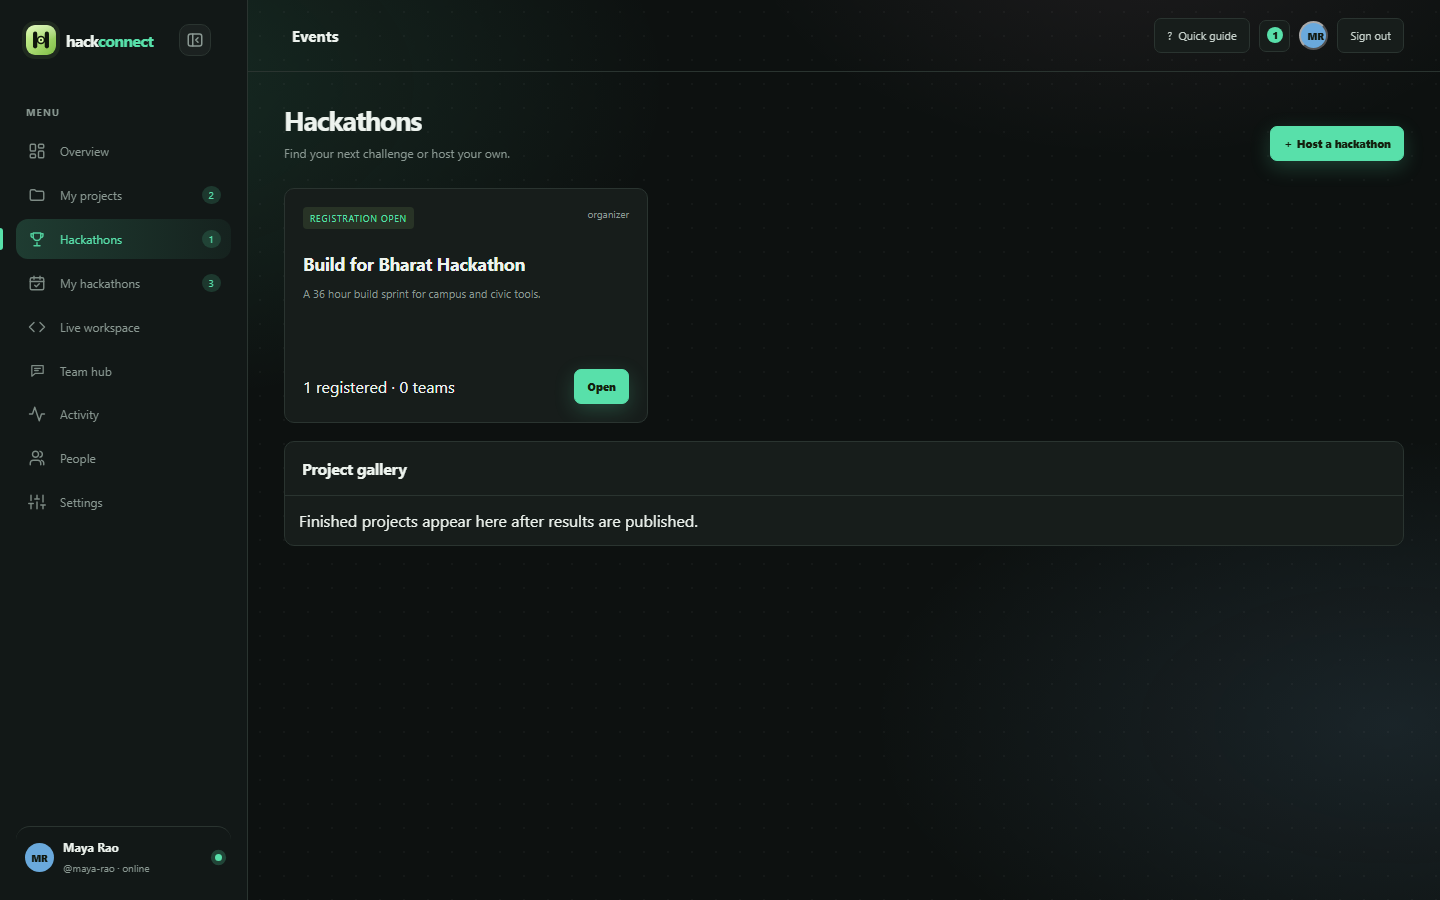 hackconnect
MENU
Overview
My projects 2
Hackathons 1
My hackathons 3
Live workspace
Team hub
Activity
People
Settings
MR
Maya Rao
@maya-rao · online
Events
? Quick guide
1
MR
Sign out
Hackathons
Find your next challenge or host your own.
+ Host a hackathon
REGISTRATION OPEN
organizer
Build for Bharat Hackathon
A 36 hour build sprint for campus and civic tools.
1 registered · 0 teams
Open
Project gallery
Finished projects appear here after results are published.